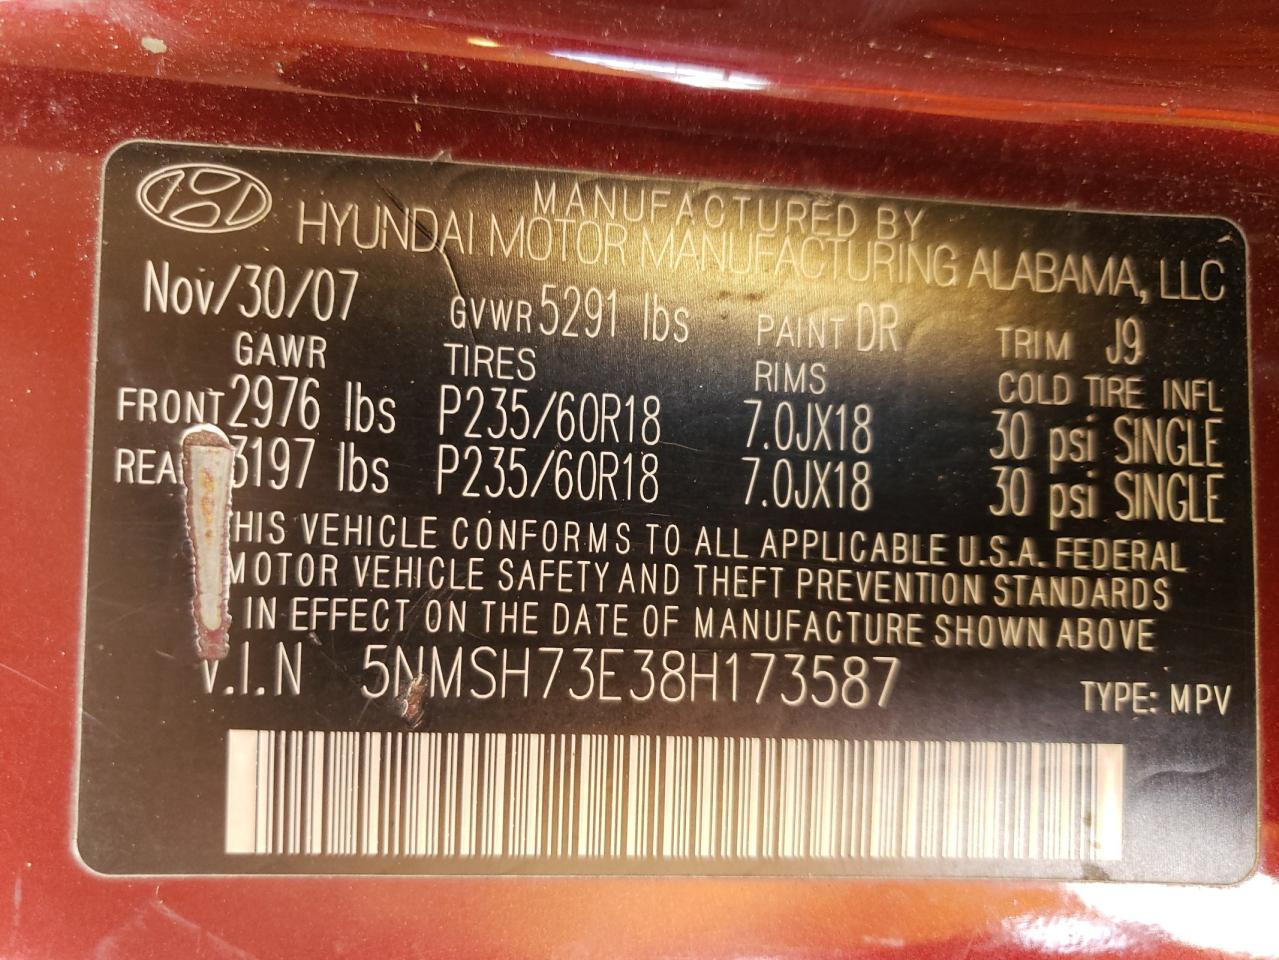 MANUFACTURED BY
HYUNDAI MOTOR MANUFACTURING ALABAMA, LLC
Nov/30/07 GVWR 5291 lbs PAINT DR TRIM J9
GAWR TIRES RIMS COLD TIRE INFL
FRONT 2976 lbs P235/60R18 7.0JX18 30 psi SINGLE
REA 3197 lbs P235/60R18 7.0JX18 30 psi SINGLE
THIS VEHICLE CONFORMS TO ALL APPLICABLE U.S.A. FEDERAL
MOTOR VEHICLE SAFETY AND THEFT PREVENTION STANDARDS
IN EFFECT ON THE DATE OF MANUFACTURE SHOWN ABOVE
V.I.N 5NMSH73E38H173587 TYPE: MPV